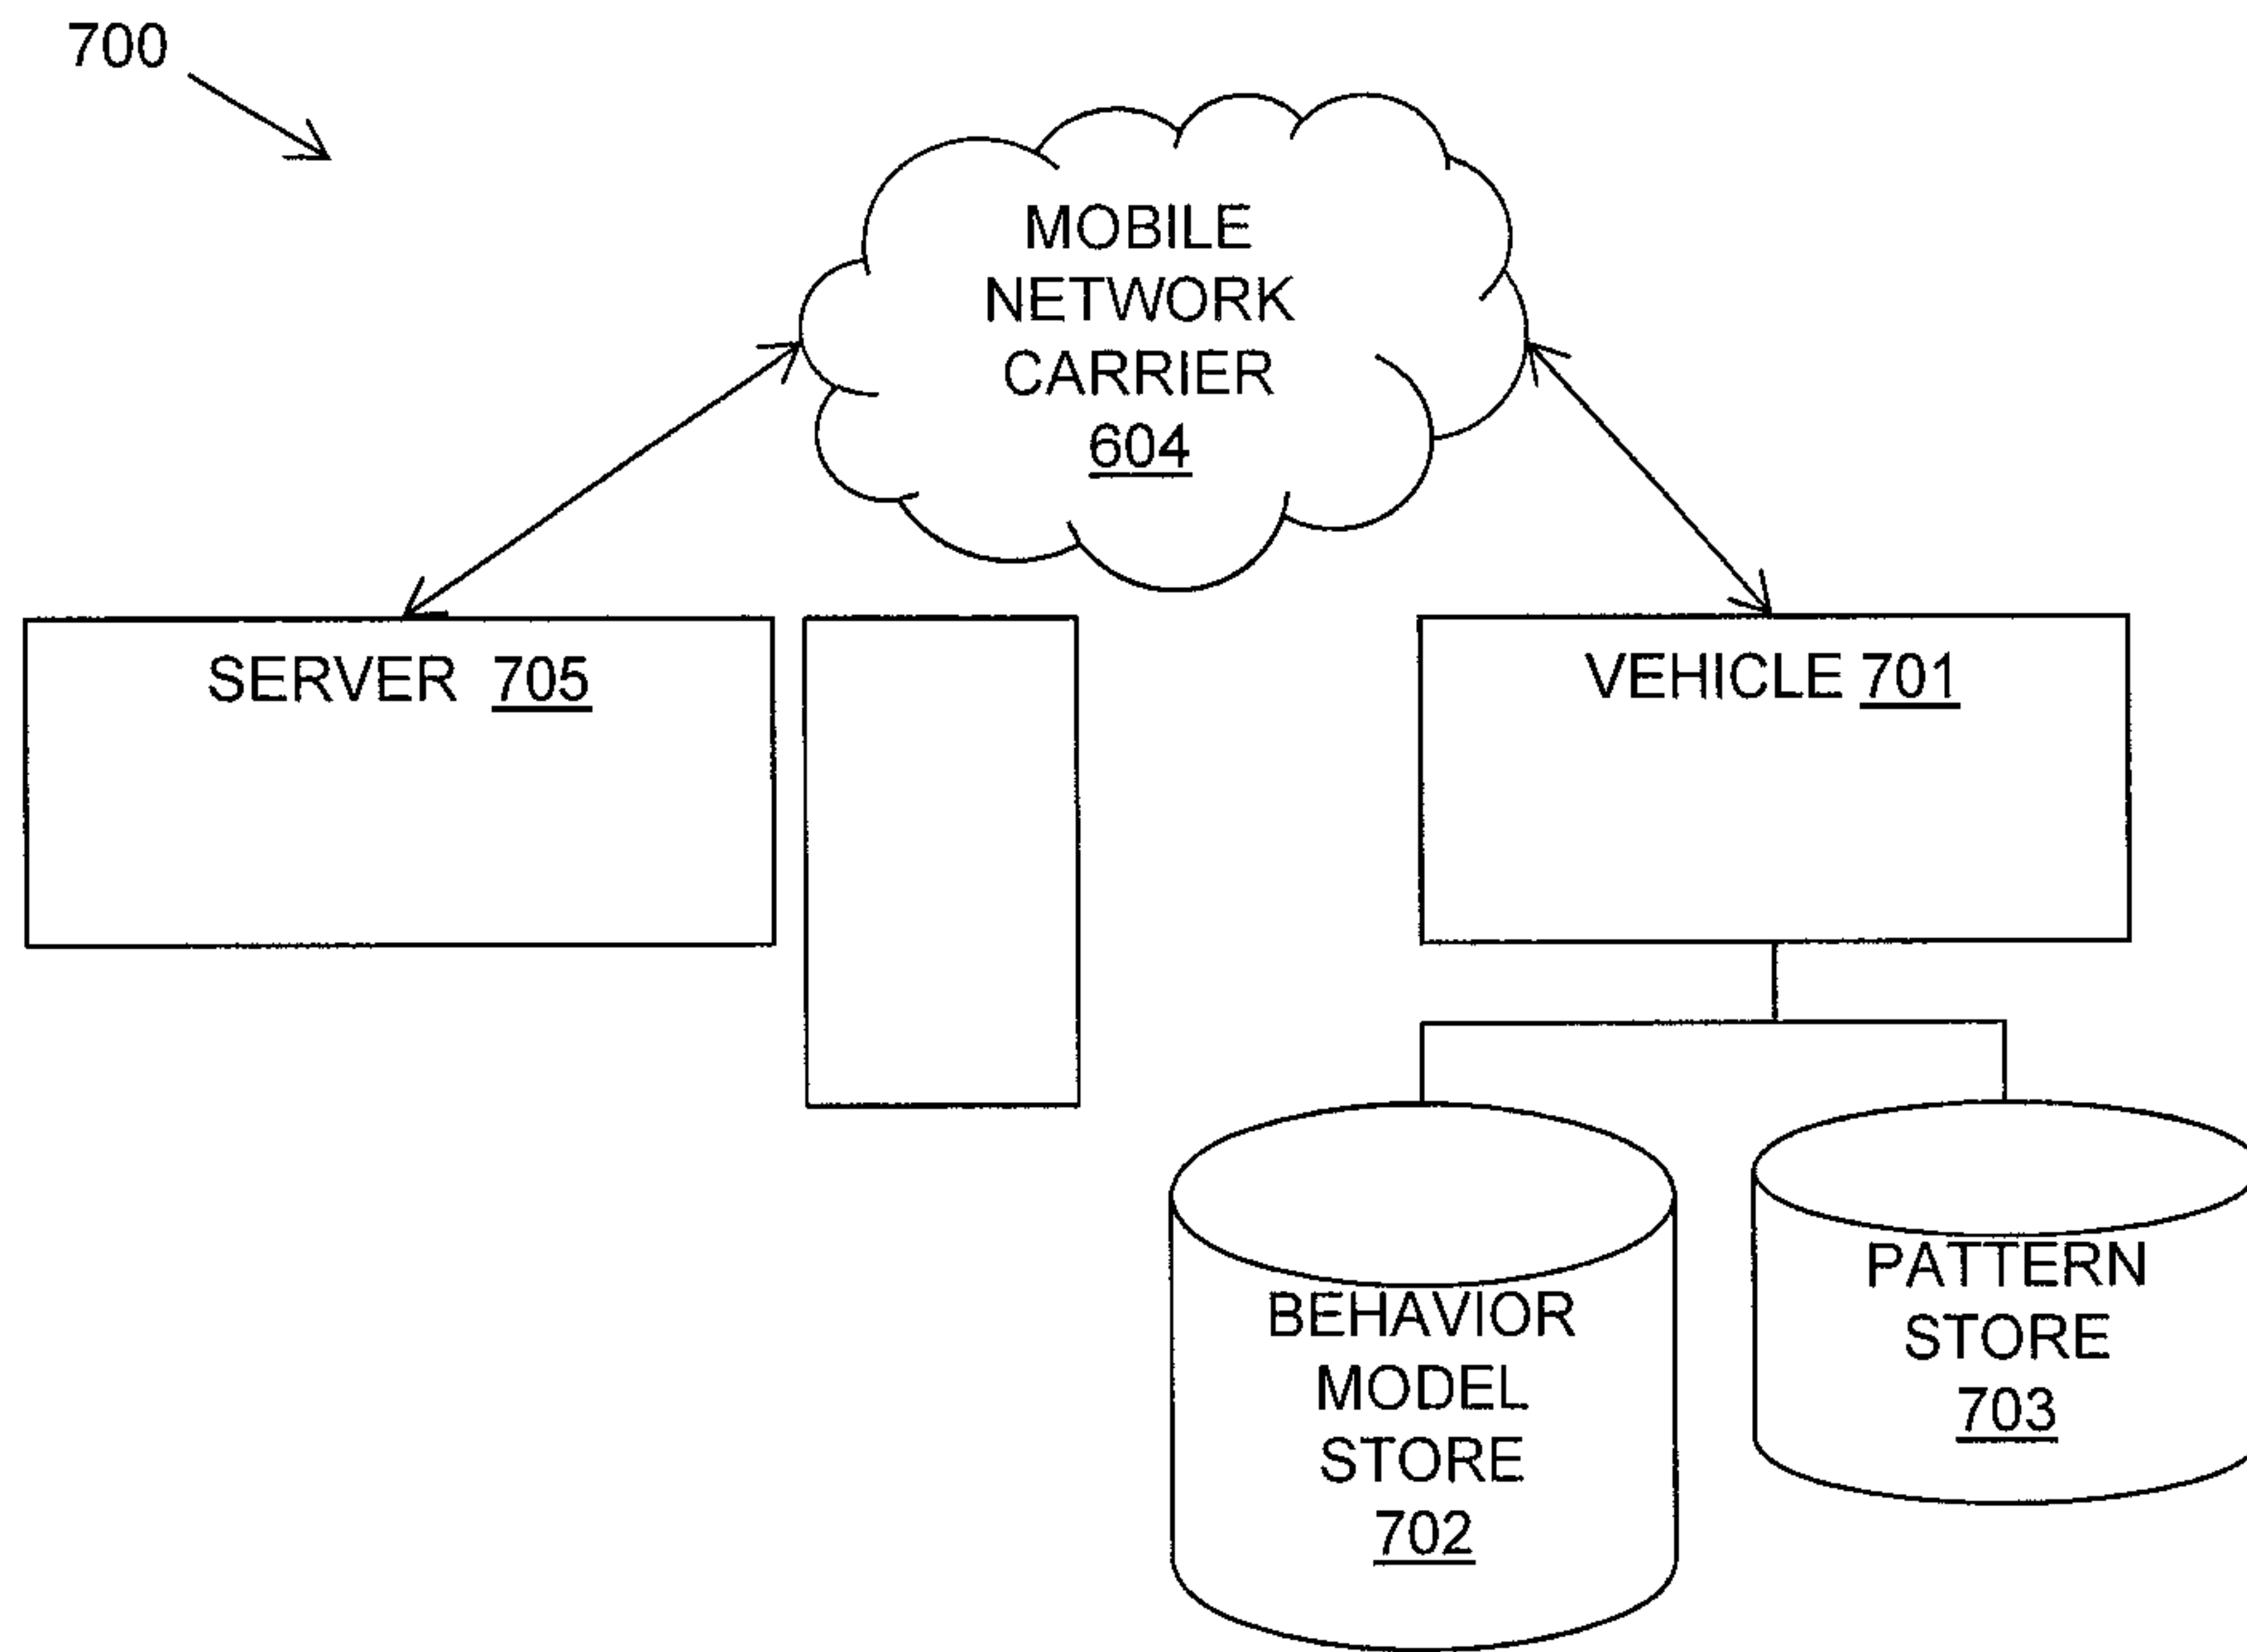 700
MOBILE
NETWORK
CARRIER
604
SERVER 705
VEHICLE 701
BEHAVIOR
MODEL
STORE
702
PATTERN
STORE
703